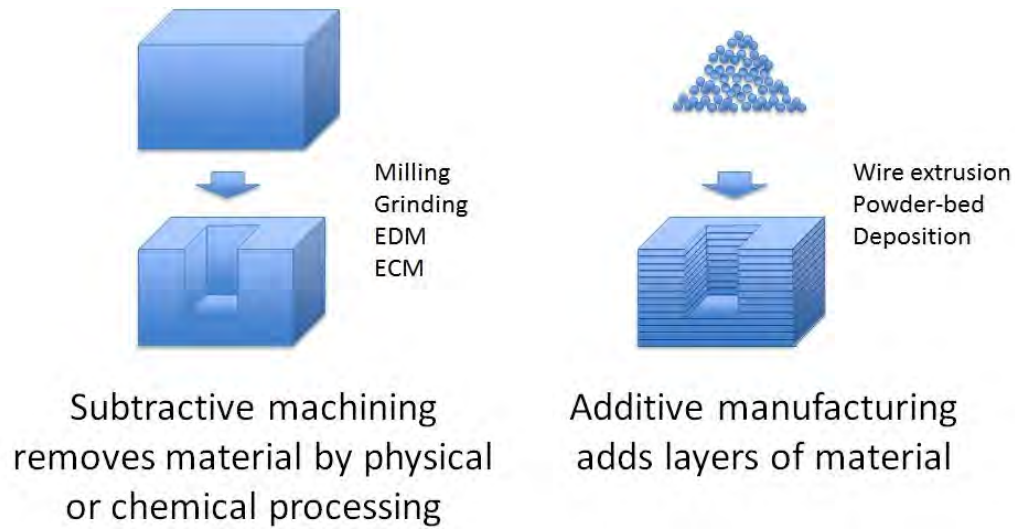 Milling
Grinding
EDM
ECM
Subtractive machining
removes material by physical
or chemical processing
Wire extrusion
Powder-bed
Deposition
Additive manufacturing
adds layers of material